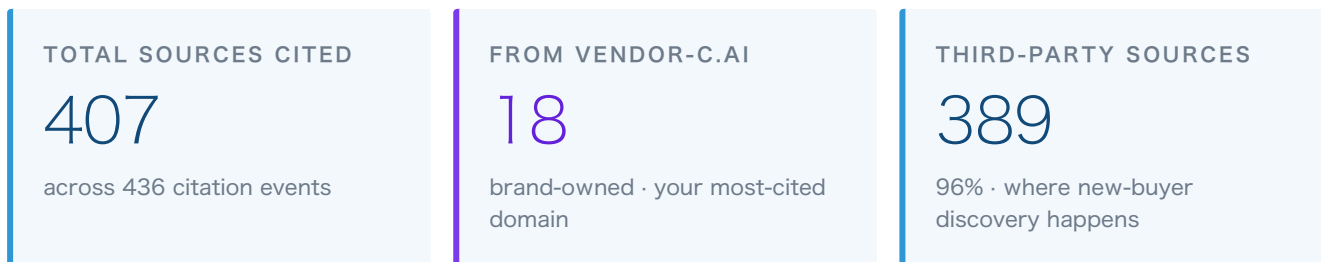 TOTAL SOURCES CITED
407
across 436 citation events
FROM VENDOR-C.AI
18
brand-owned · your most-cited
domain
THIRD-PARTY SOURCES
389
96% · where new-buyer
discovery happens